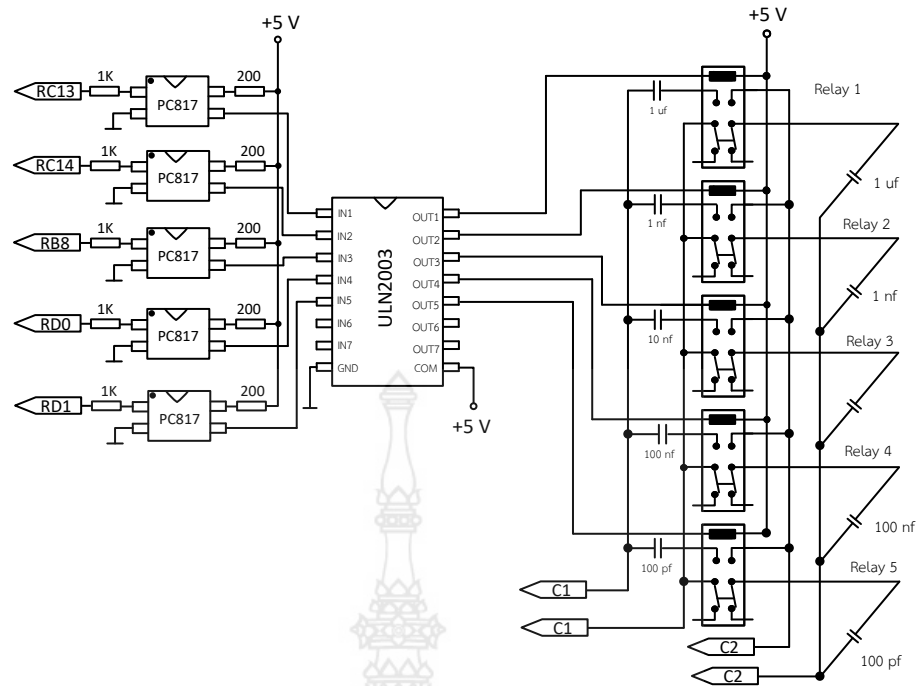 +5 V
+5 V
1K
200
RC13
PC817
Relay 1
1 uf
1K
200
RC14
PC817
1 uf
1K
200
RB8
PC817
1K
200
RD0
PC817
1K
200
RD1
PC817
IN1
IN2
IN3
IN4
IN5
IN6
IN7
GND
ULN2003
OUT1
OUT2
OUT3
OUT4
OUT5
OUT6
OUT7
COM
+5 V
1 nf
Relay 2
1 nf
10 nf
Relay 3
100 nf
Relay 4
100 nf
100 pf
Relay 5
100 pf
C1
C1
C2
C2